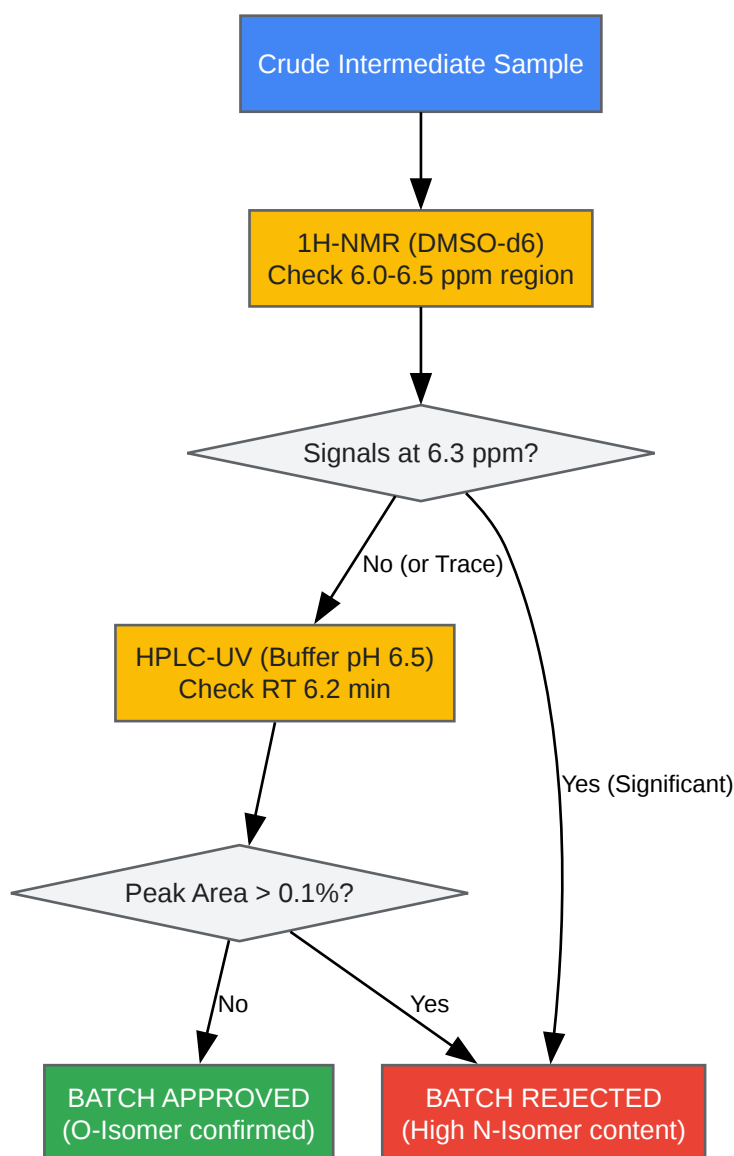 Crude Intermediate Sample
1H-NMR (DMSO-d6)
Check 6.0-6.5 ppm region
Signals at 6.3 ppm?
No (or Trace)
HPLC-UV (Buffer pH 6.5)
Check RT 6.2 min
Yes (Significant)
Peak Area > 0.1%?
No
Yes
BATCH APPROVED
(O-Isomer confirmed)
BATCH REJECTED
(High N-Isomer content)